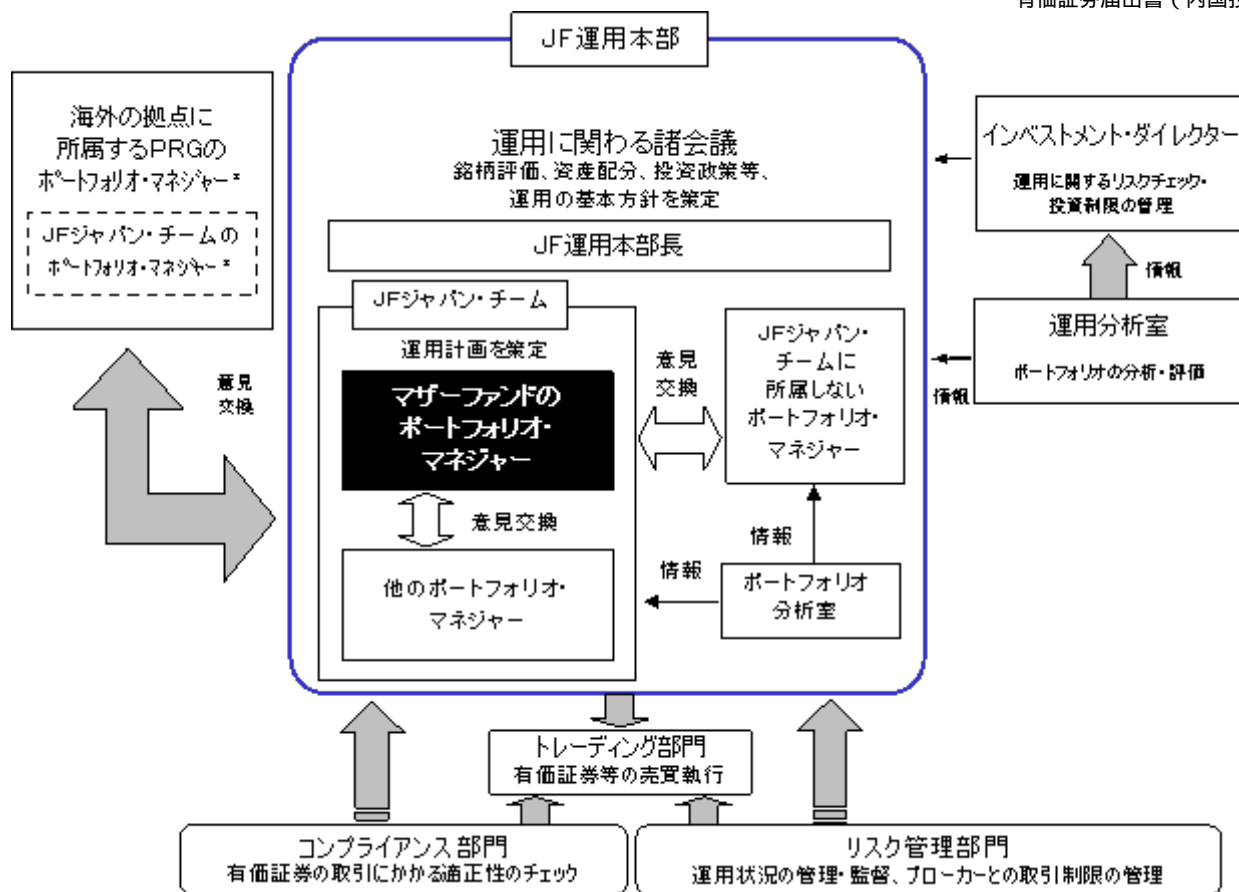 有価証券届出書（内国投
JF運用本部
海外の拠点に
所属するPRGの
ポートフォリオ・マネジャー*
JFジャパン・チームの
ポートフォリオ・マネジャー*
運用に関わる諸会議
銘柄評価、資産配分、投資政策等、
運用の基本方針を策定
JF運用本部長
インベストメント・ダイレクター
運用に関するリスクチェック・
投資制限の管理
情報
運用分析室
ポートフォリオの分析・評価
情報
意見
交換
JFジャパン・チーム
運用計画を策定
マザーファンドの
ポートフォリオ・
マネジャー
意見交換
他のポートフォリオ・
マネジャー
意見
交換
JFジャパン・
チームに
所属しない
ポートフォリオ・
マネジャー
情報
情報
ポートフォリオ
分析室
トレーディング部門
有価証券等の売買執行
コンプライアンス部門
有価証券の取引にかかる適正性のチェック
リスク管理部門
運用状況の管理・監督、ブローカーとの取引制限の管理